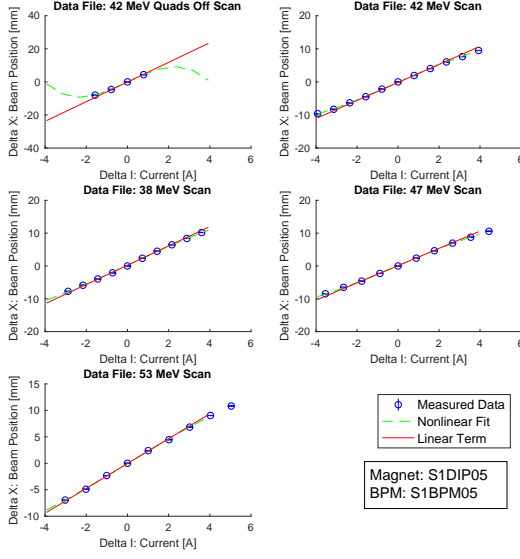 Data File: 42 MeV Quads Off Scan
Delta X: Beam Position [mm]
40
20
0
-20
-40
-4 -2 0 2 4 6
Delta I: Current [A]
Data File: 42 MeV Scan
Delta X: Beam Position [mm]
20
10
0
-10
-20
-4 -2 0 2 4 6
Delta I: Current [A]
Data File: 38 MeV Scan
Delta X: Beam Position [mm]
20
10
0
-10
-20
-4 -2 0 2 4 6
Delta I: Current [A]
Data File: 47 MeV Scan
Delta X: Beam Position [mm]
20
10
0
-10
-20
-4 -2 0 2 4 6
Delta I: Current [A]
Data File: 53 MeV Scan
Delta X: Beam Position [mm]
15
10
5
0
-5
-10
-4 -2 0 2 4 6
Delta I: Current [A]
Measured Data
Nonlinear Fit
Linear Term
Magnet: S1DIP05
BPM: S1BPM05